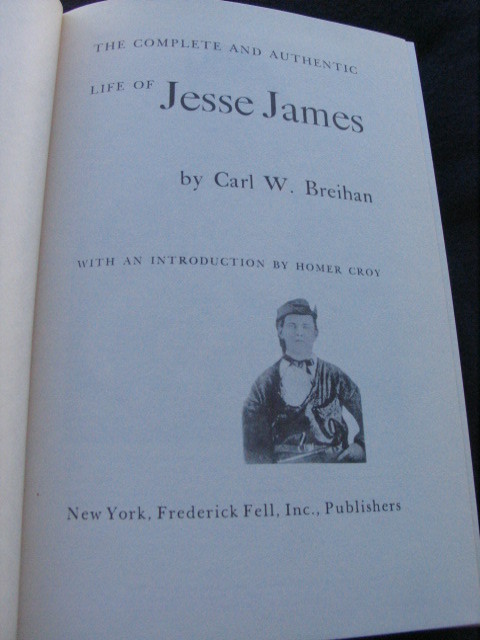 THE COMPLETE AND AUTHENTIC
LIFE OF Jesse James
by Carl W. Breihan
WITH AN INTRODUCTION BY HOMER CROY
New York, Frederick Fell, Inc., Publishers